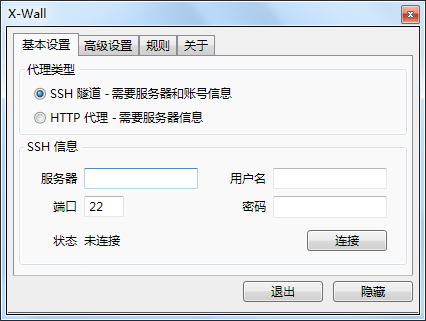 X-Wall
基本设置 高级设置 规则 关于
代理类型
SSH 隧道 - 需要服务器和账号信息
HTTP 代理 - 需要服务器信息
SSH 信息
服务器 用户名
端口 22 密码
状态 未连接 连接
退出 隐藏